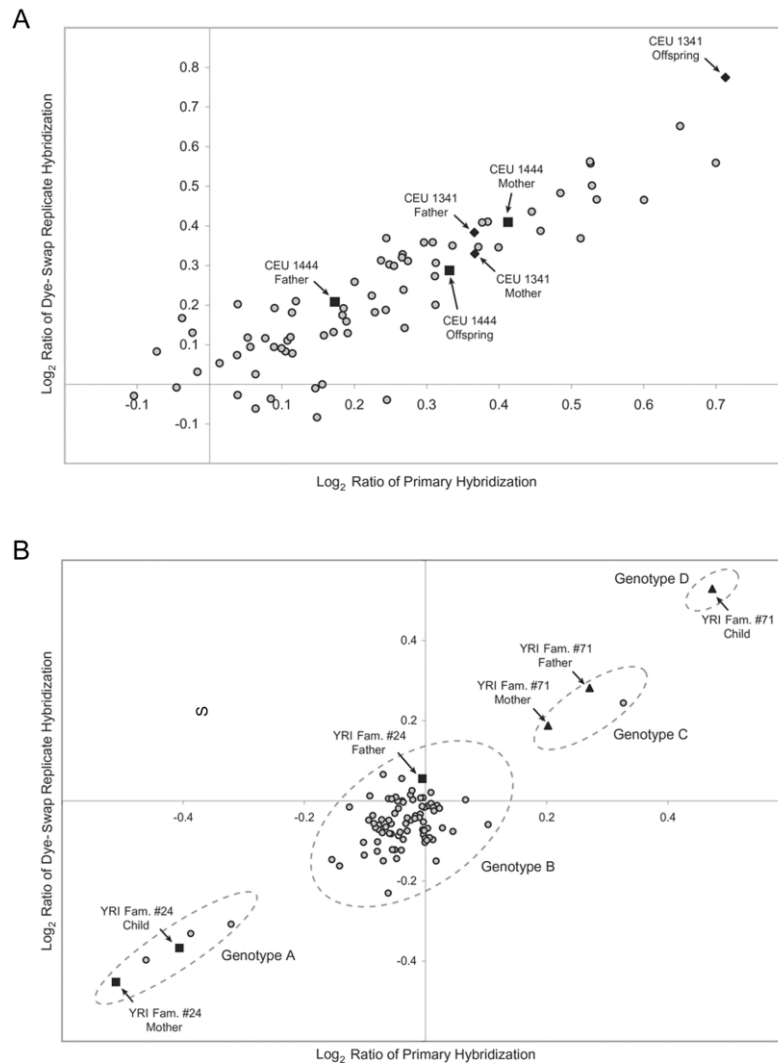 A
Log2 Ratio of Dye- Swap Replicate Hybridization
0.8
0.7
0.6
0.5
0.4
0.3
0.2
0.1
-0.1
-0.1
0.1
0.2
0.3
0.4
0.5
0.6
0.7
CEU 1341
Offspring
CEU 1444
Mother
CEU 1341
Father
CEU 1444
Father
CEU 1341
Mother
CEU 1444
Offspring
Log2 Ratio of Primary Hybridization
B
Log2 Ratio of Dye- Swap Replicate Hybridization
Genotype D
YRI Fam. #71
Child
0.4
YRI Fam. #71
Father
YRI Fam. #71
Mother
0.2
Genotype C
S
YRI Fam. #24
Father
-0.4
-0.2
0.2
0.4
Genotype B
-0.2
YRI Fam. #24
Child
Genotype A
-0.4
YRI Fam. #24
Mother
Log2 Ratio of Primary Hybridization